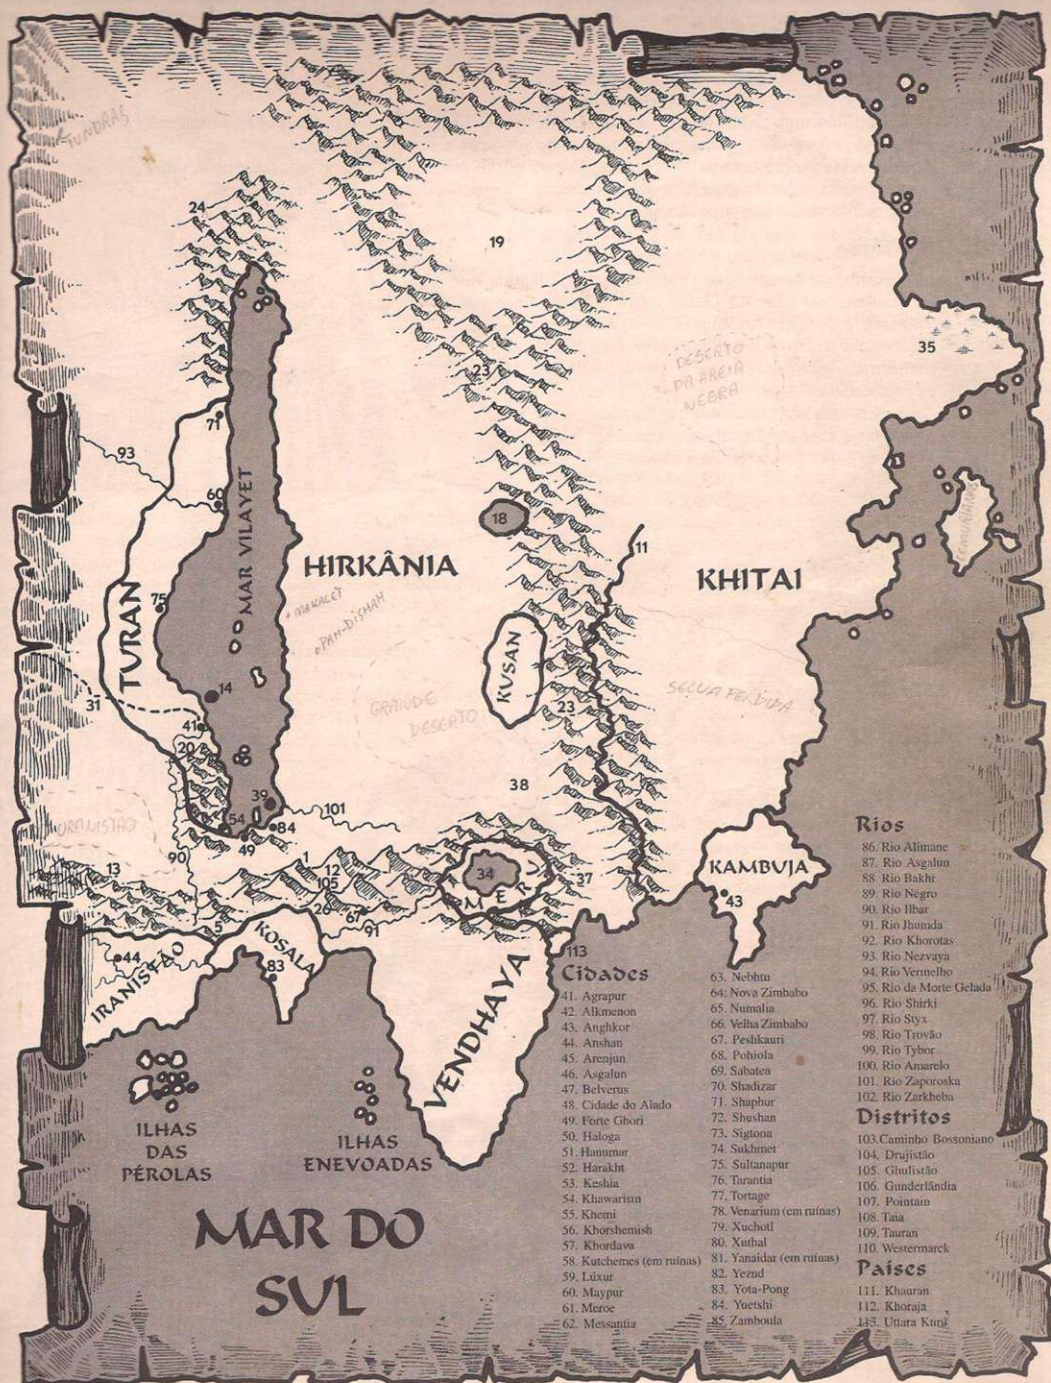 TUNDRAS
24
19
35
23
DESERTO
DA AREIA
NEGRA
71
93
60
MAR VILAYET
18
HIRKÂNIA
11
KHITAI
75
MAKALET
PAN-DISHAH
TURAN
KUSAN
14
31
GRANDE
DESERTO
23
SELVA PERDIDA
41
20
38
39
101
54
84
49
90
13
1
12
105
26
67
91
5
34
MERU
37
KAMBUJA
43
44
IRANISTÃO
KOSALA
83
VENDHAYA
113
ILHAS
DAS
PÉROLAS
ILHAS
ENEVOADAS
MAR DO
SUL
Cidades
41. Agrapur
42. Alkmenon
43. Anghkor
44. Anshan
45. Arenjun
46. Asgalun
47. Belverus
48. Cidade do Alado
49. Forte Ghori
50. Haloga
51. Hanumar
52. Harakht
53. Keshia
54. Khawarism
55. Khemi
56. Khorshemish
57. Khordava
58. Kutchemes (em ruínas)
59. Lúxur
60. Maypur
61. Meroe
62. Messantia
63. Nebhtu
64. Nova Zimbabo
65. Numalia
66. Velha Zimbabo
67. Peshkauri
68. Pohiola
69. Sabatea
70. Shadizar
71. Shaphur
72. Shushan
73. Sigtona
74. Sukhmet
75. Sultanapur
76. Tarantia
77. Tortage
78. Venarium (em ruínas)
79. Xuchotl
80. Xuthal
81. Yanaidar (em ruínas)
82. Yezud
83. Yota-Pong
84. Yuetshi
85. Zamboula
Rios
86. Rio Alimane
87. Rio Asgalun
88. Rio Bakhr
89. Rio Negro
90. Rio Ilbar
91. Rio Jhumda
92. Rio Khorotas
93. Rio Nezvaya
94. Rio Vermelho
95. Rio da Morte Gelada
96. Rio Shirki
97. Rio Styx
98. Rio Trovão
99. Rio Tybor
100. Rio Amarelo
101. Rio Zaporoska
102. Rio Zarkheba
Distritos
103.Caminho Bossoniano
104. Drujistão
105. Ghulistão
106. Gunderlândia
107. Pointain
108. Taia
109. Tauran
110. Westermarck
Países
111. Khauran
112. Khoraja
113. Uttara Kuru